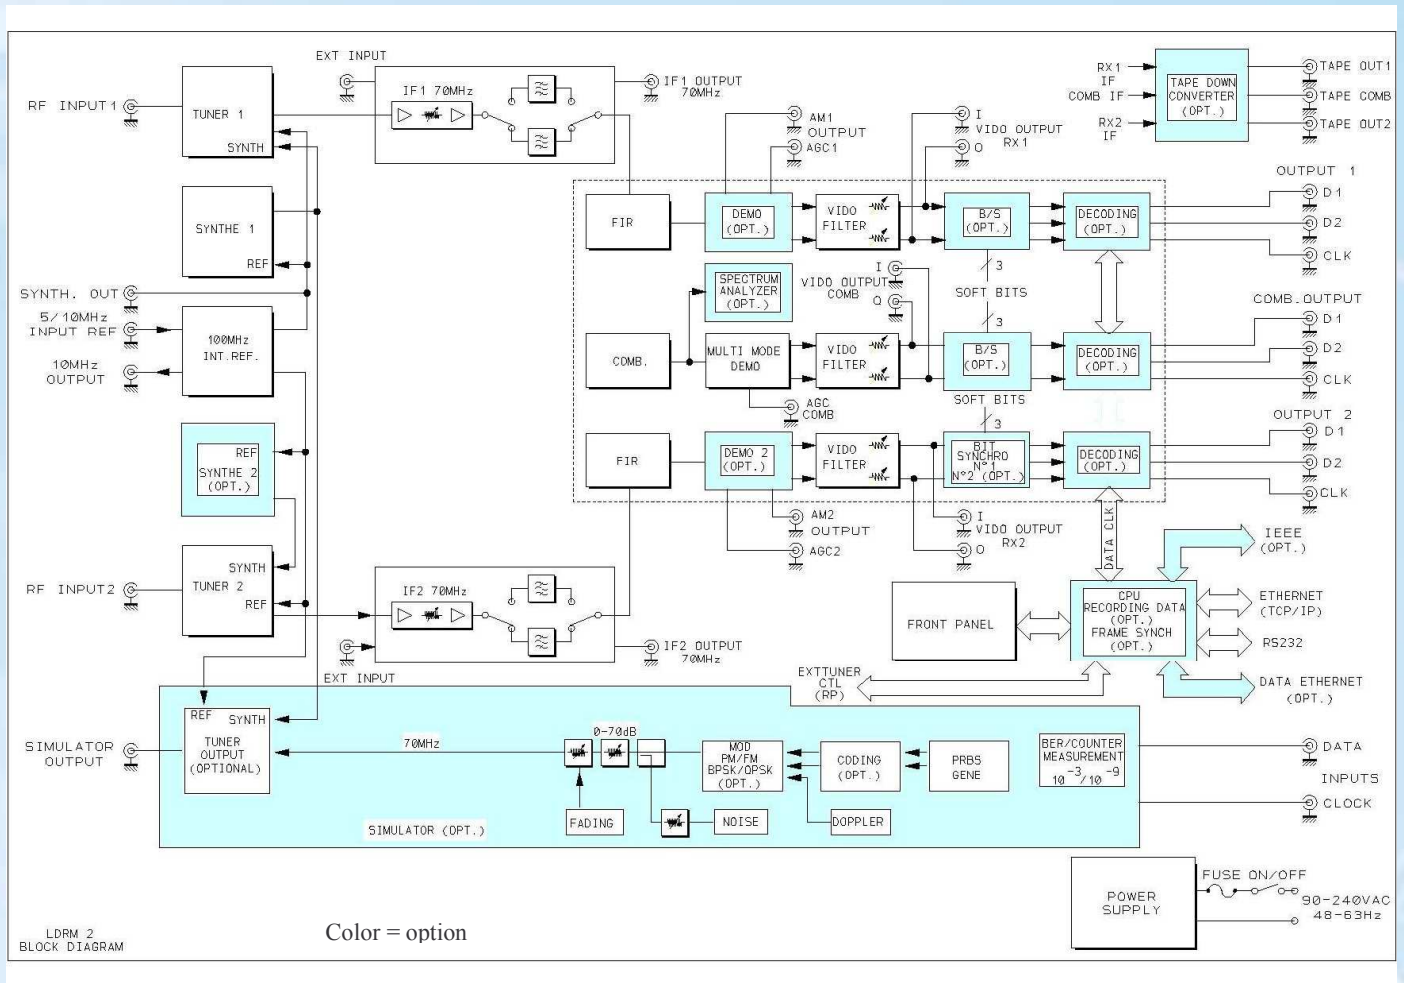 EXT INPUT
RF INPUT1
TUNER 1
SYNTH
IF1 70MHz
IF1 OUTPUT
70MHz
AM1
OUTPUT
AGC1
I
VIDO OUTPUT
RX1
Q
RX1
IF
COMB IF
RX2
IF
TAPE DOWN
CONVERTER
(OPT.)
TAPE OUT1
TAPE COMB
TAPE OUT2
SYNTHE 1
REF
FIR
DEMO
(OPT.)
VIDO
FILTER
B/S
(OPT.)
DECODING
(OPT.)
OUTPUT 1
D1
D2
CLK
SYNTH. OUT
5/10MHz
INPUT REF
10MHz
OUTPUT
100MHz
INT.REF.
SPECTRUM
ANALYZER
(OPT.)
I
VIDO OUTPUT
COMB
Q
3
SOFT BITS
3
COMB.
MULTI MODE
DEMO
VIDO
FILTER
B/S
(OPT.)
DECODING
(OPT.)
COMB.OUTPUT
D1
D2
CLK
AGC
COMB
SOFT BITS
3
REF
SYNTHE 2
(OPT.)
FIR
DEMO 2
(OPT.)
VIDO
FILTER
BIT
SYNCHRO
N°1
N°2 (OPT.)
DECODING
(OPT.)
OUTPUT 2
D1
D2
CLK
AM2
OUTPUT
AGC2
I
VIDO OUTPUT
RX2
Q
DATA CLK
IEEE
(OPT.)
RF INPUT2
SYNTH
TUNER 2
REF
IF2 70MHz
IF2 OUTPUT
70MHz
EXT INPUT
FRONT PANEL
CPU
RECORDING DATA
(OPT.)
FRAME SYNCH
(OPT.)
ETHERNET
(TCP/IP)
RS232
EXTTUNER
CTL
(RP)
DATA ETHERNET
(OPT.)
SIMULATOR
OUTPUT
REF
SYNTH
TUNER
OUTPUT
(OPTIONAL)
70MHz
0-70dB
MOD
PM/FM
BPSK/QPSK
(OPT.)
CODING
(OPT.)
PRBS
GENE
BER/COUNTER
MEASUREMENT
10-3/10-9
DATA
INPUTS
CLOCK
FADING
NOISE
DOPPLER
SIMULATOR (OPT.)
POWER
SUPPLY
FUSE ON/OFF
90-240VAC
48-63Hz
LDRM 2
BLOCK DIAGRAM
Color = option